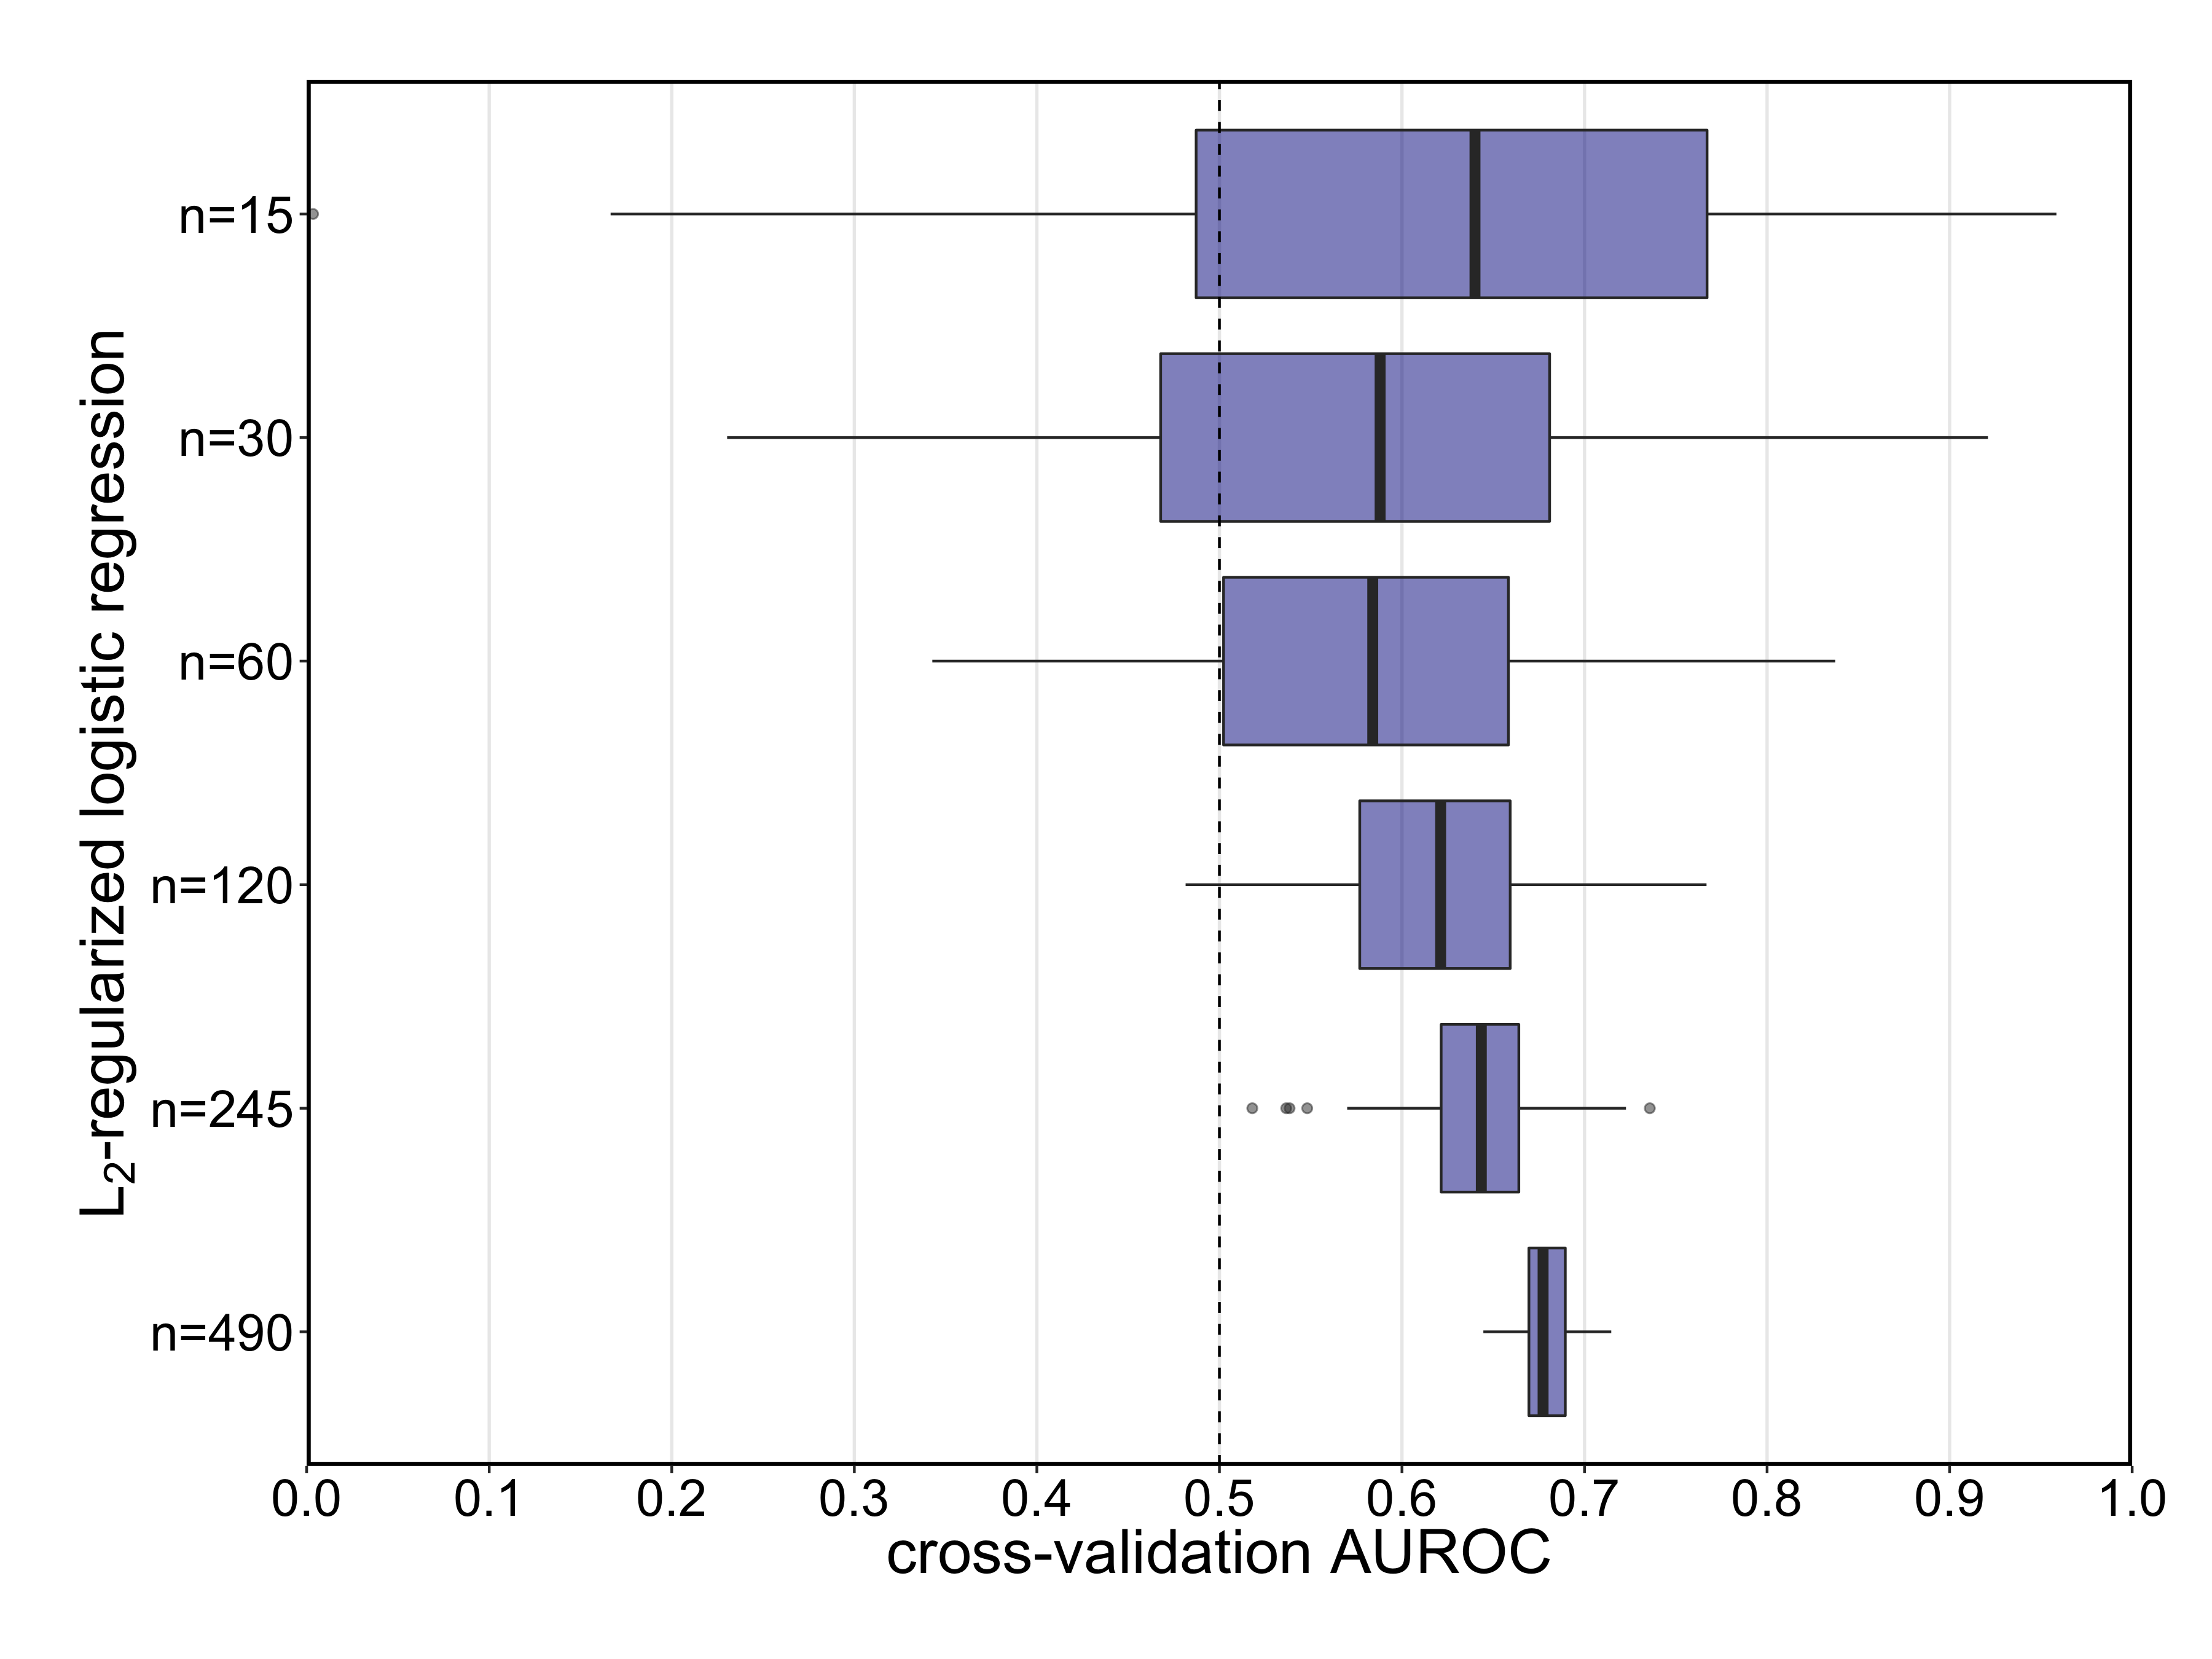 L₂-regularized logistic regression
n=15
n=30
n=60
n=120
n=245
n=490
0.0 0.1 0.2 0.3 0.4 0.5 0.6 0.7 0.8 0.9 1.0
cross-validation AUROC